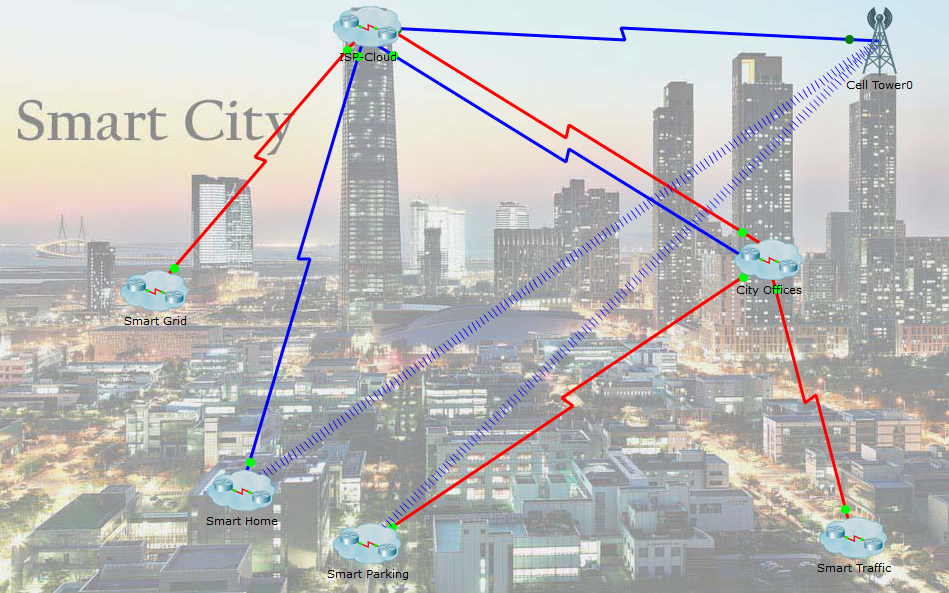 ISP-Cloud
Cell Tower0
Smart City
City Offices
Smart Grid
Smart Home
Smart Parking
Smart Traffic